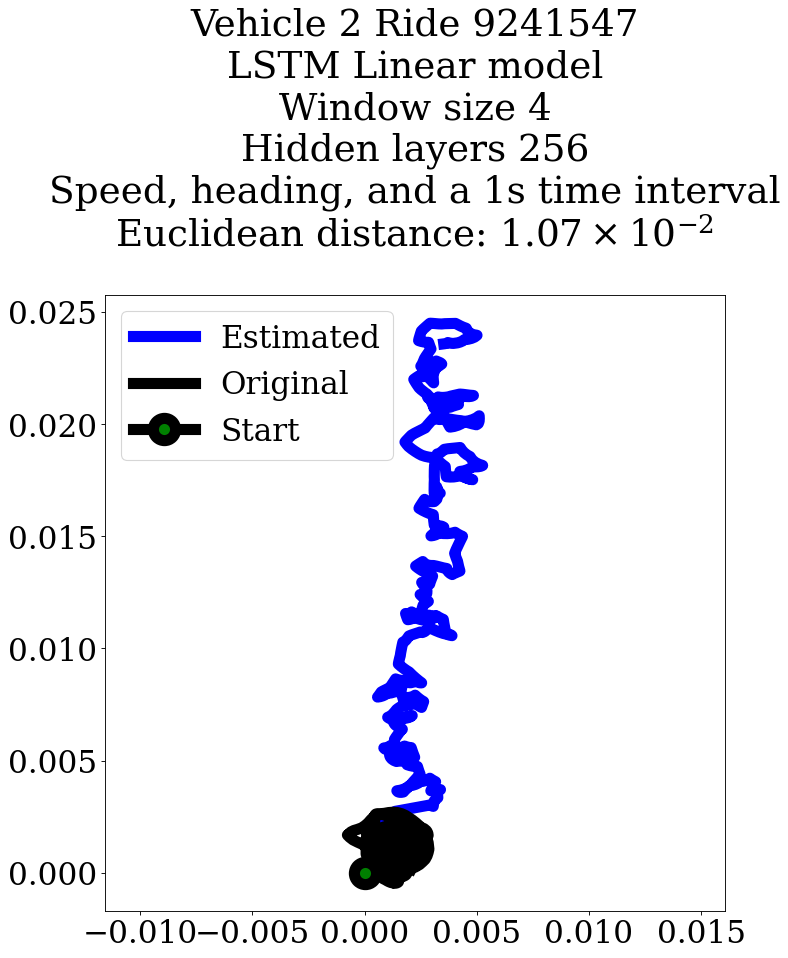 Vehicle 2 Ride 9241547
LSTM Linear model
Window size 4
Hidden layers 256
Speed, heading, and a 1s time interval
Euclidean distance: 1.07 × 10⁻²
Estimated
Original
Start
0.025
0.020
0.015
0.010
0.005
0.000
−0.010 −0.005 0.000 0.005 0.010 0.015